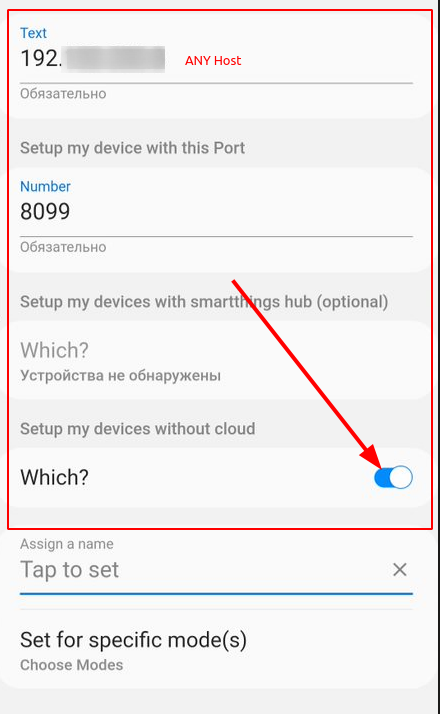 Text
192.
ANY Host
Обязательно
Setup my device with this Port
Number
8099
Обязательно
Setup my devices with smartthings hub (optional)
Which?
Устройства не обнаружены
Setup my devices without cloud
Which?
Assign a name
Tap to set
Set for specific mode(s)
Choose Modes